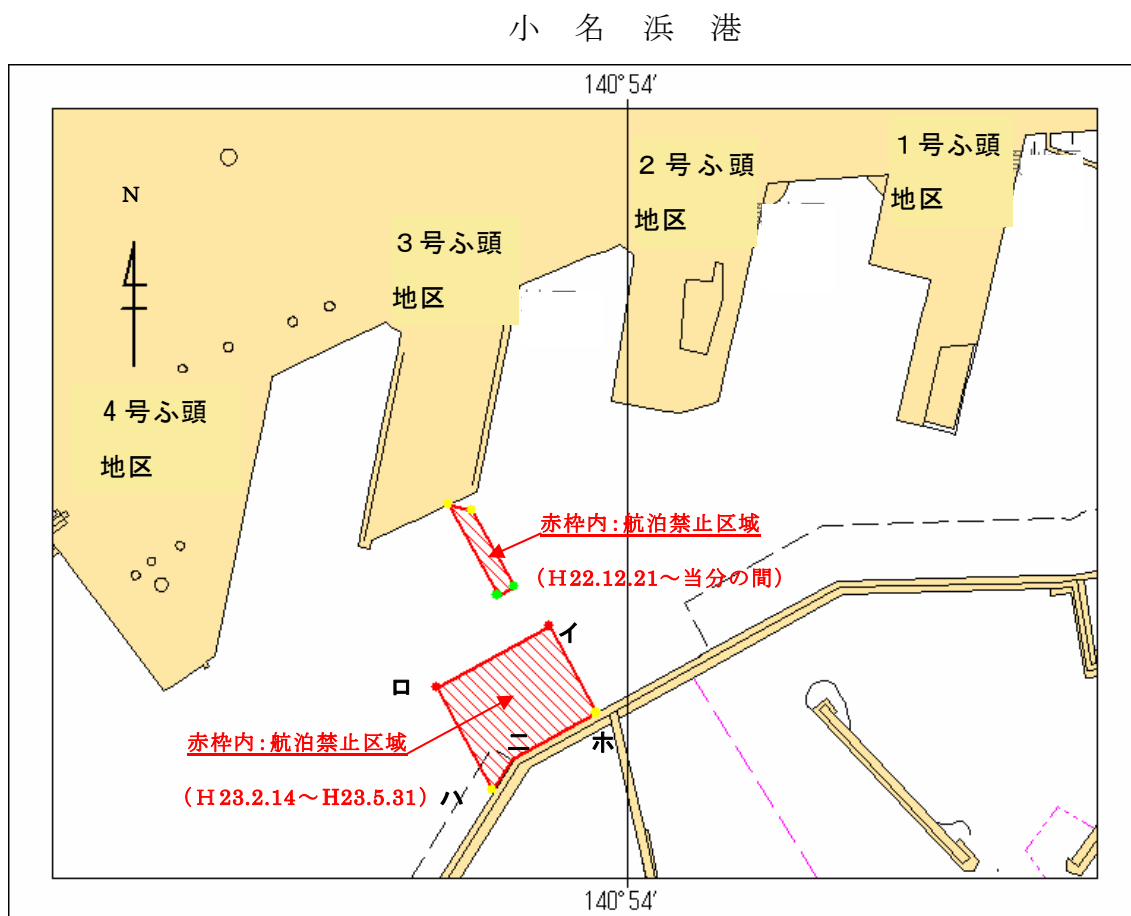 小名浜港
140°54′
1号ふ頭
地区
2号ふ頭
地区
N
3号ふ頭
地区
4号ふ頭
地区
赤枠内:航泊禁止区域
(H22.12.21～当分の間)
イ
ロ
赤枠内:航泊禁止区域
ニ
ホ
(H23.2.14～H23.5.31)
ハ
140°54′